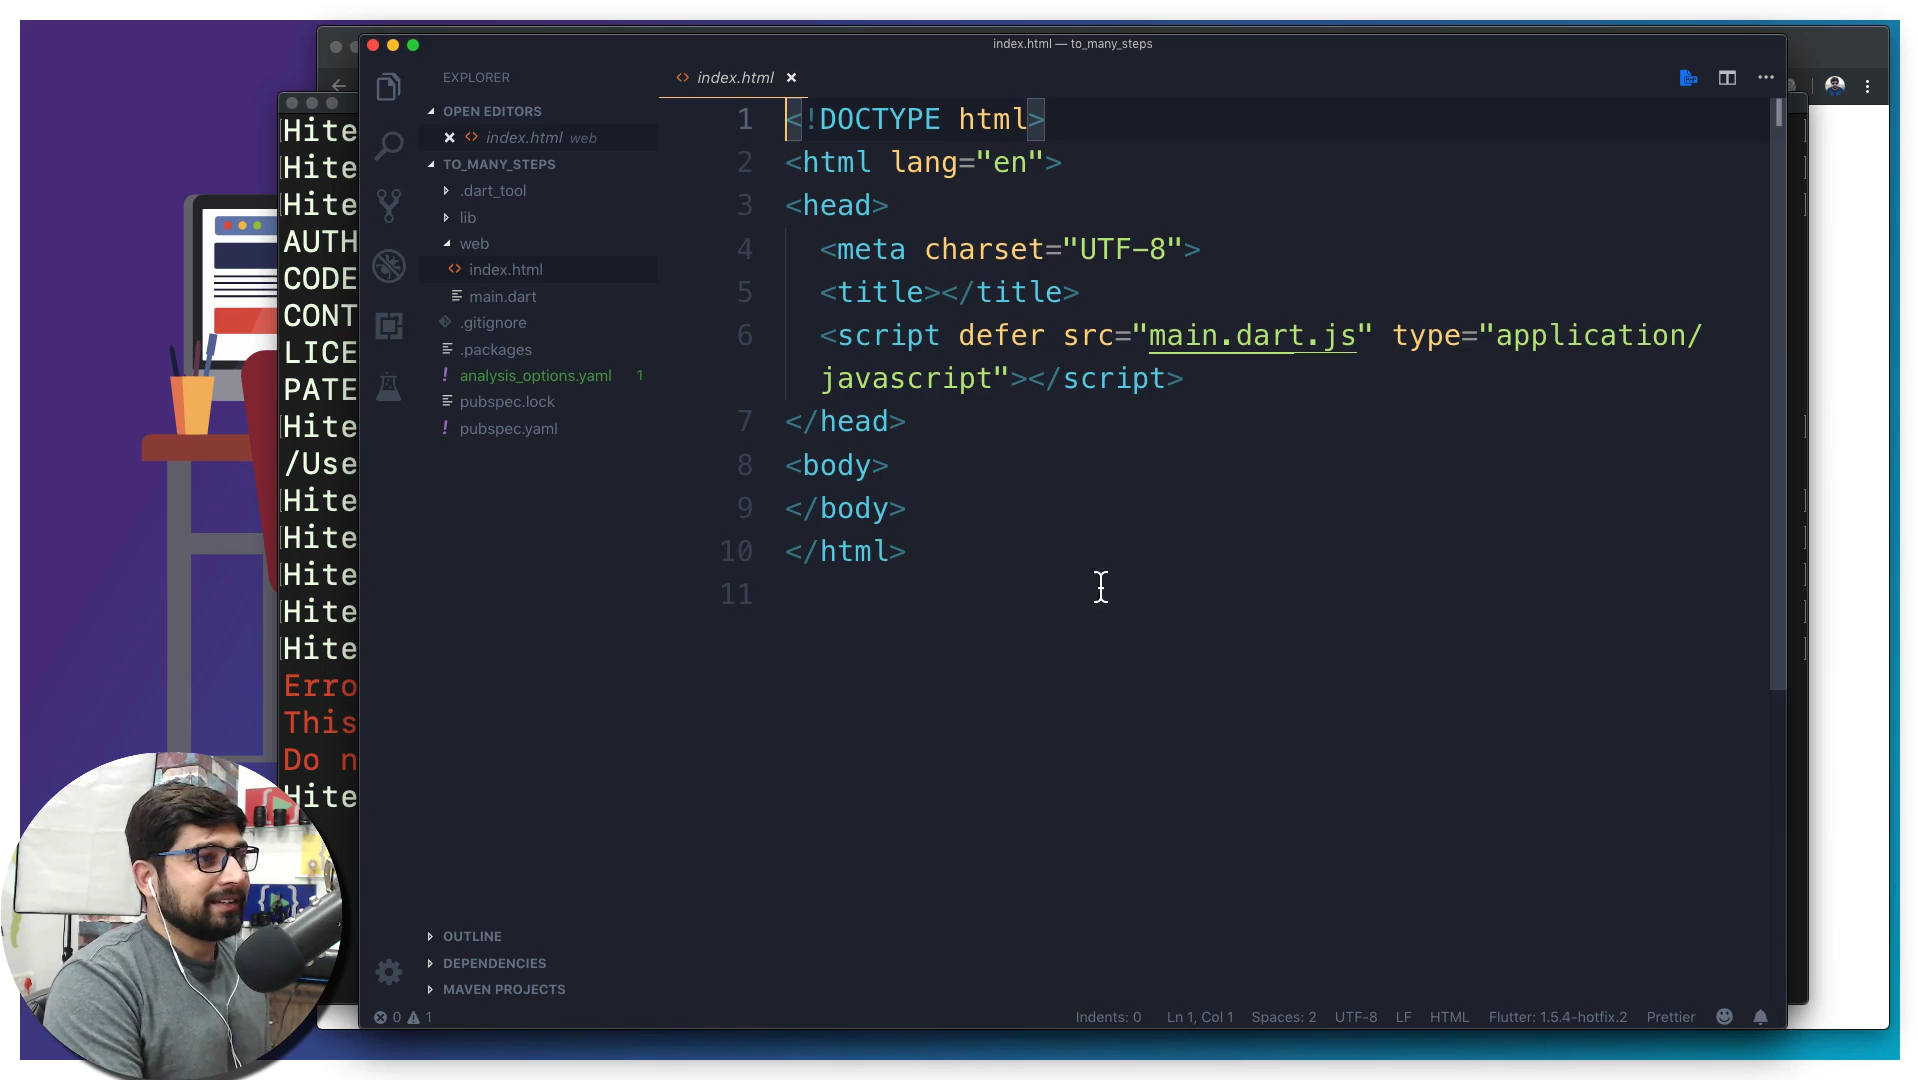 index.html — to_many_steps
EXPLORER
OPEN EDITORS
index.html web
TO_MANY_STEPS
.dart_tool
lib
web
index.html
main.dart
.gitignore
.packages
analysis_options.yaml 1
pubspec.lock
pubspec.yaml
OUTLINE
DEPENDENCIES
MAVEN PROJECTS
index.html
1 <!DOCTYPE html>
2 <html lang="en">
3 <head>
4 <meta charset="UTF-8">
5 <title></title>
6 <script defer src="main.dart.js" type="application/
javascript"></script>
7 </head>
8 <body>
9 </body>
10 </html>
11
Hite
Hite
Hite
AUTH
CODE
CONT
LICE
PATE
Hite
/Use
Hite
Hite
Hite
Hite
Hite
Erro
This
Do n
Hite
0 1
Indents: 0 Ln 1, Col 1 Spaces: 2 UTF-8 LF HTML Flutter: 1.5.4-hotfix.2 Prettier